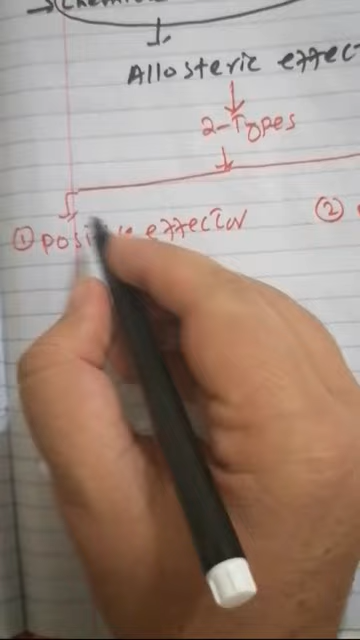 Allosteric effect
2-Types
① positive effector ②